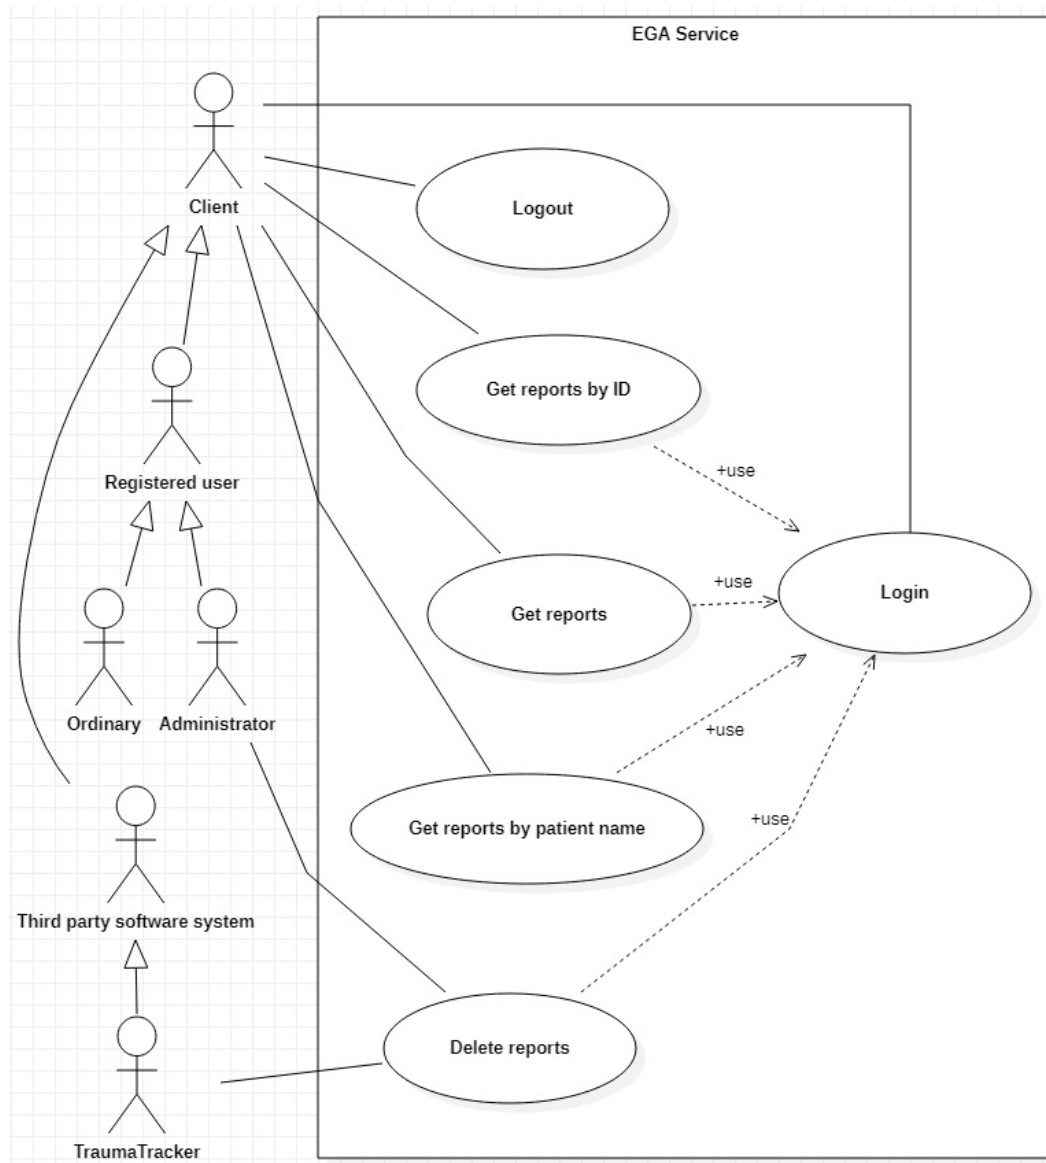 EGA Service
Client
Logout
Get reports by ID
+use
Registered user
Get reports
+use
Login
Ordinary
Administrator
+use
Get reports by patient name
+use
Third party software system
Delete reports
TraumaTracker